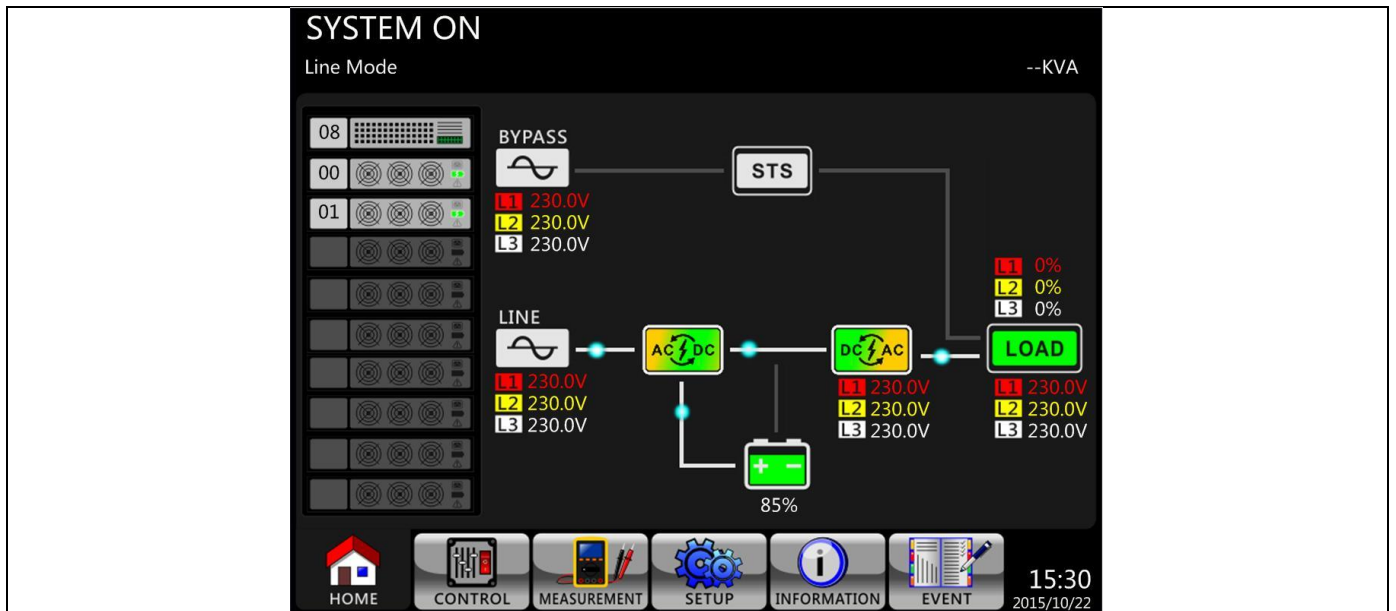 SYSTEM ON
Line Mode
--KVA
08
00
01
BYPASS
L1 230.0V
L2 230.0V
L3 230.0V
STS
L1 0%
L2 0%
L3 0%
LINE
L1 230.0V
L2 230.0V
L3 230.0V
AC DC
DC AC
L1 230.0V
L2 230.0V
L3 230.0V
LOAD
L1 230.0V
L2 230.0V
L3 230.0V
+ -
85%
HOME
CONTROL
MEASUREMENT
SETUP
i
INFORMATION
EVENT
15:30
2015/10/22